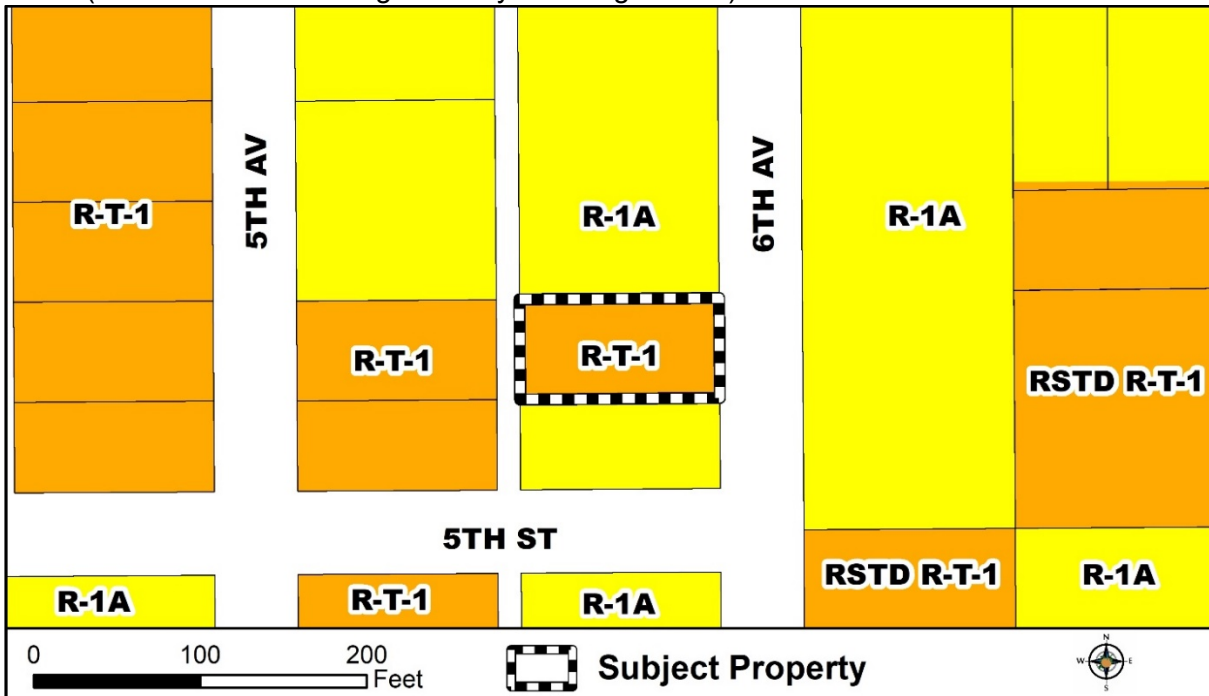 R-T-1
5TH AV
R-T-1
R-1A
R-T-1
6TH AV
R-1A
RSTD R-T-1
5TH ST
R-1A
R-T-1
R-1A
RSTD R-T-1
R-1A
0 100 200
Feet
Subject Property
N
W E
S